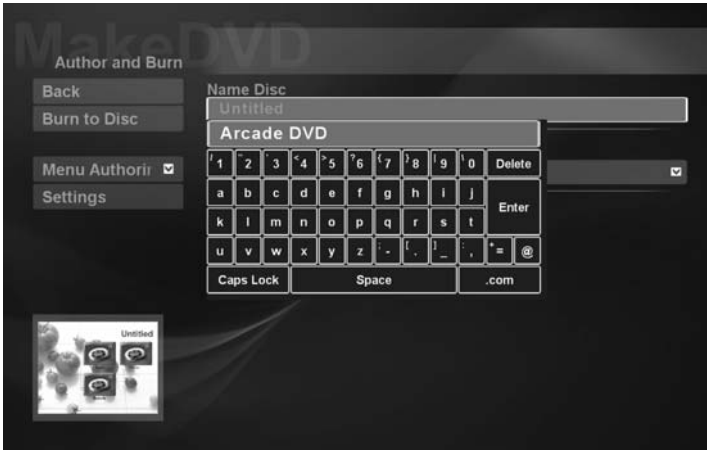 MakeDVD
Author and Burn
Back
Burn to Disc
Menu Authorin
Settings
Name Disc
Untitled
Arcade DVD
1 2 3 <4 >5 ?6 {7 }8 9 \0 Delete
a b c d e f g h i j
Enter
k l m n o p q r s t
u v w x y z ;- [. ]_ :, *= @
Caps Lock Space .com
Untitled